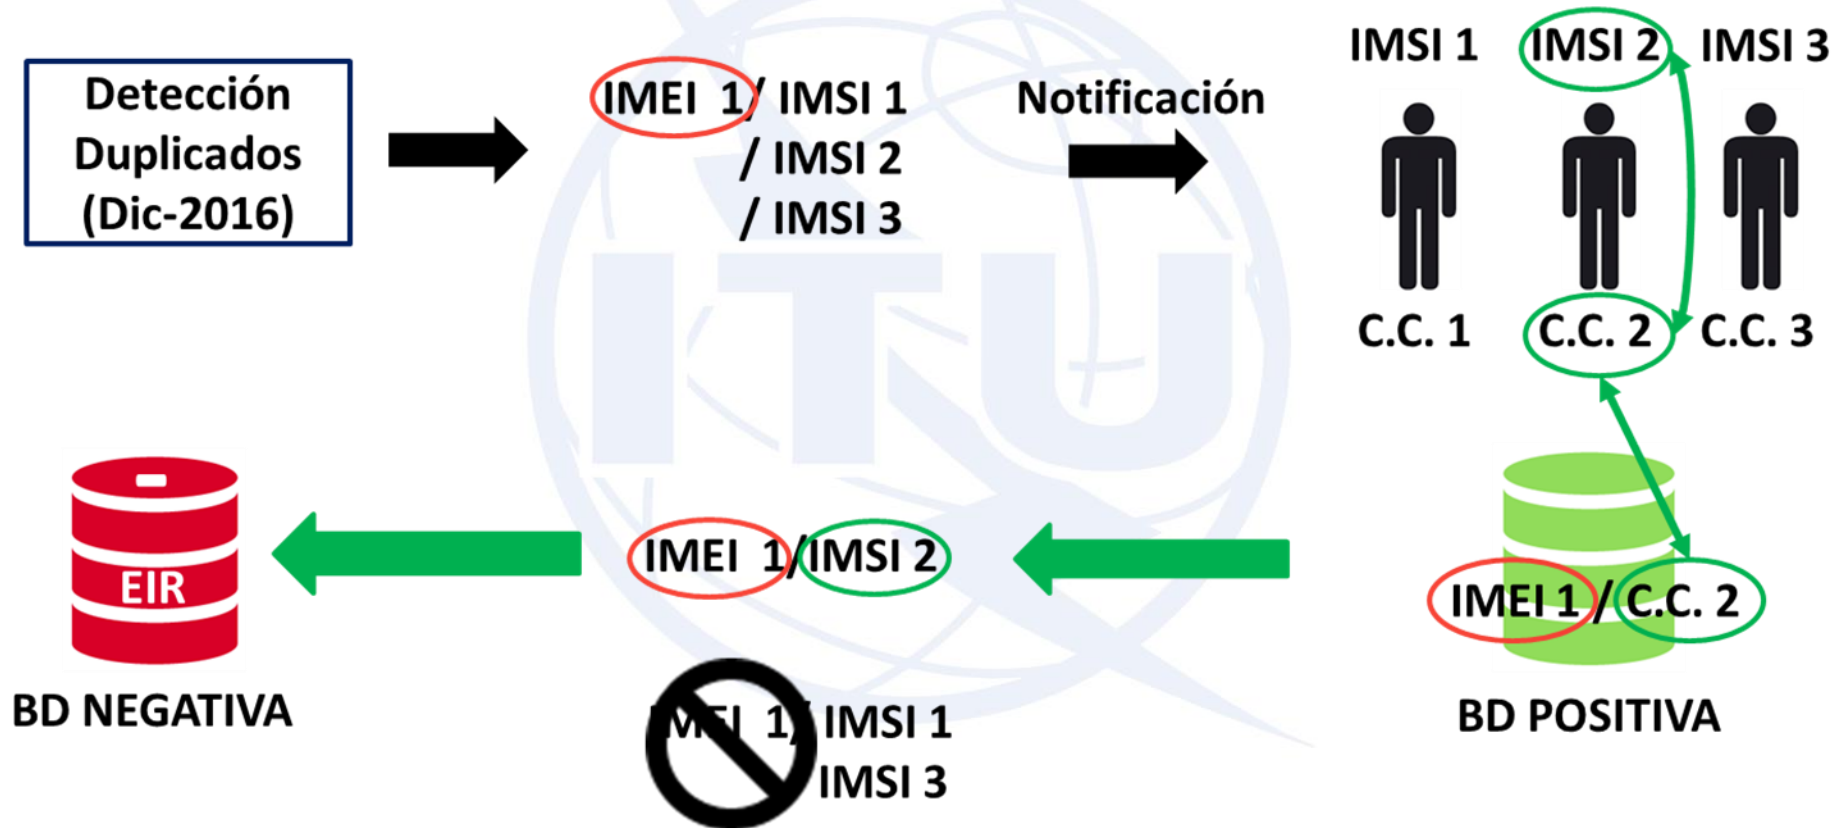 Detección
Duplicados
(Dic-2016)
IMEI 1/ IMSI 1
/ IMSI 2
/ IMSI 3
Notificación
IMSI 1
IMSI 2
IMSI 3
C.C. 1
C.C. 2
C.C. 3
ITU
EIR
BD NEGATIVA
IMEI 1/IMSI 2
IMEI 1/ IMSI 1
IMSI 3
IMEI 1 / C.C. 2
BD POSITIVA